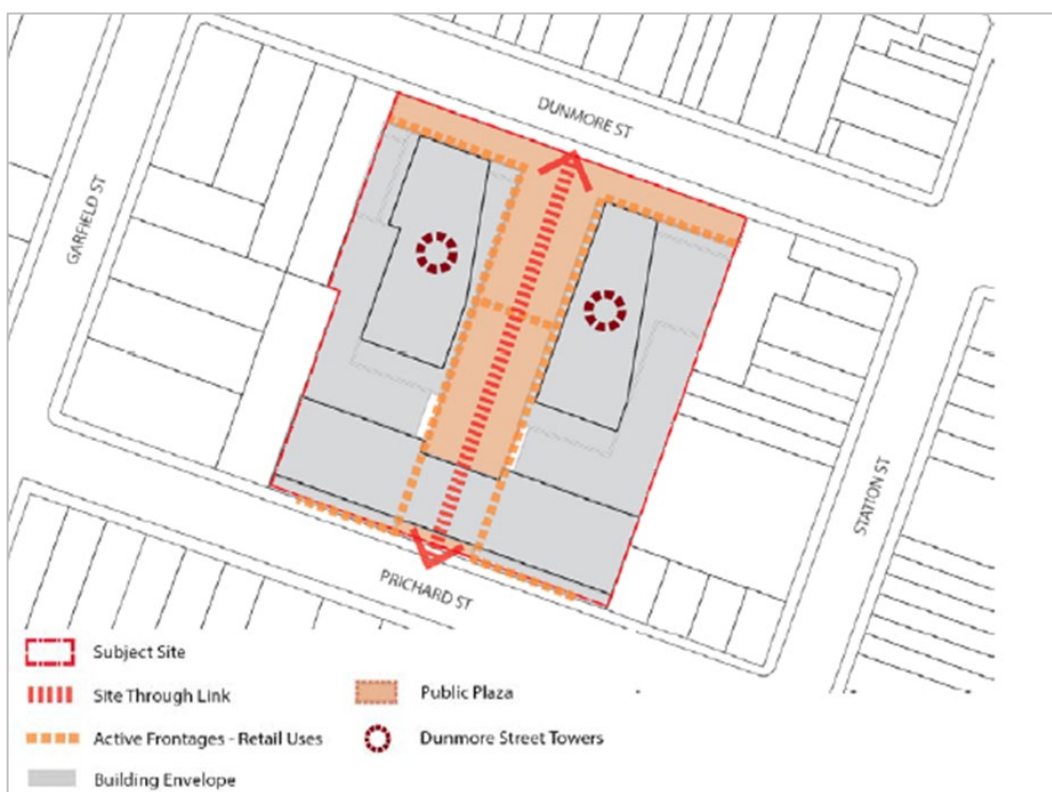 DUNMORE ST
GARFIELD ST
STATION ST
PRICHARD ST
Subject Site
Site Through Link
Public Plaza
Active Frontages - Retail Uses
Dunmore Street Towers
Building Envelope